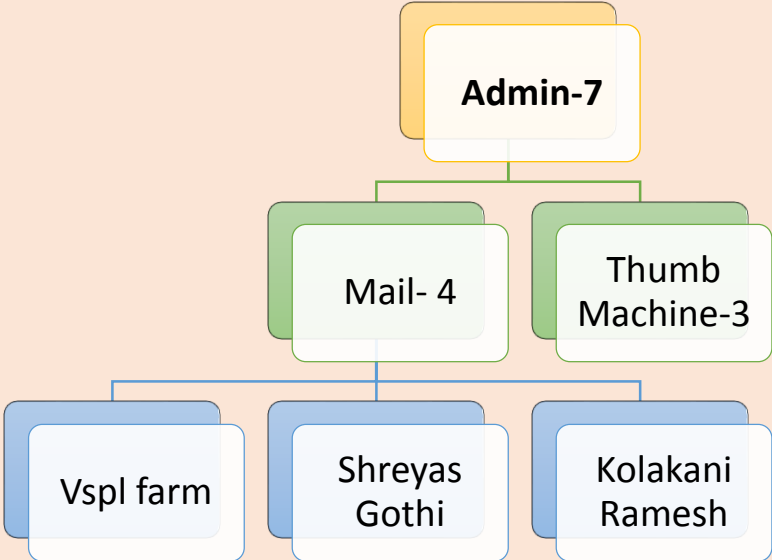 Admin-7
Mail- 4
Thumb
Machine-3
Vspl farm
Shreyas
Gothi
Kolakani
Ramesh